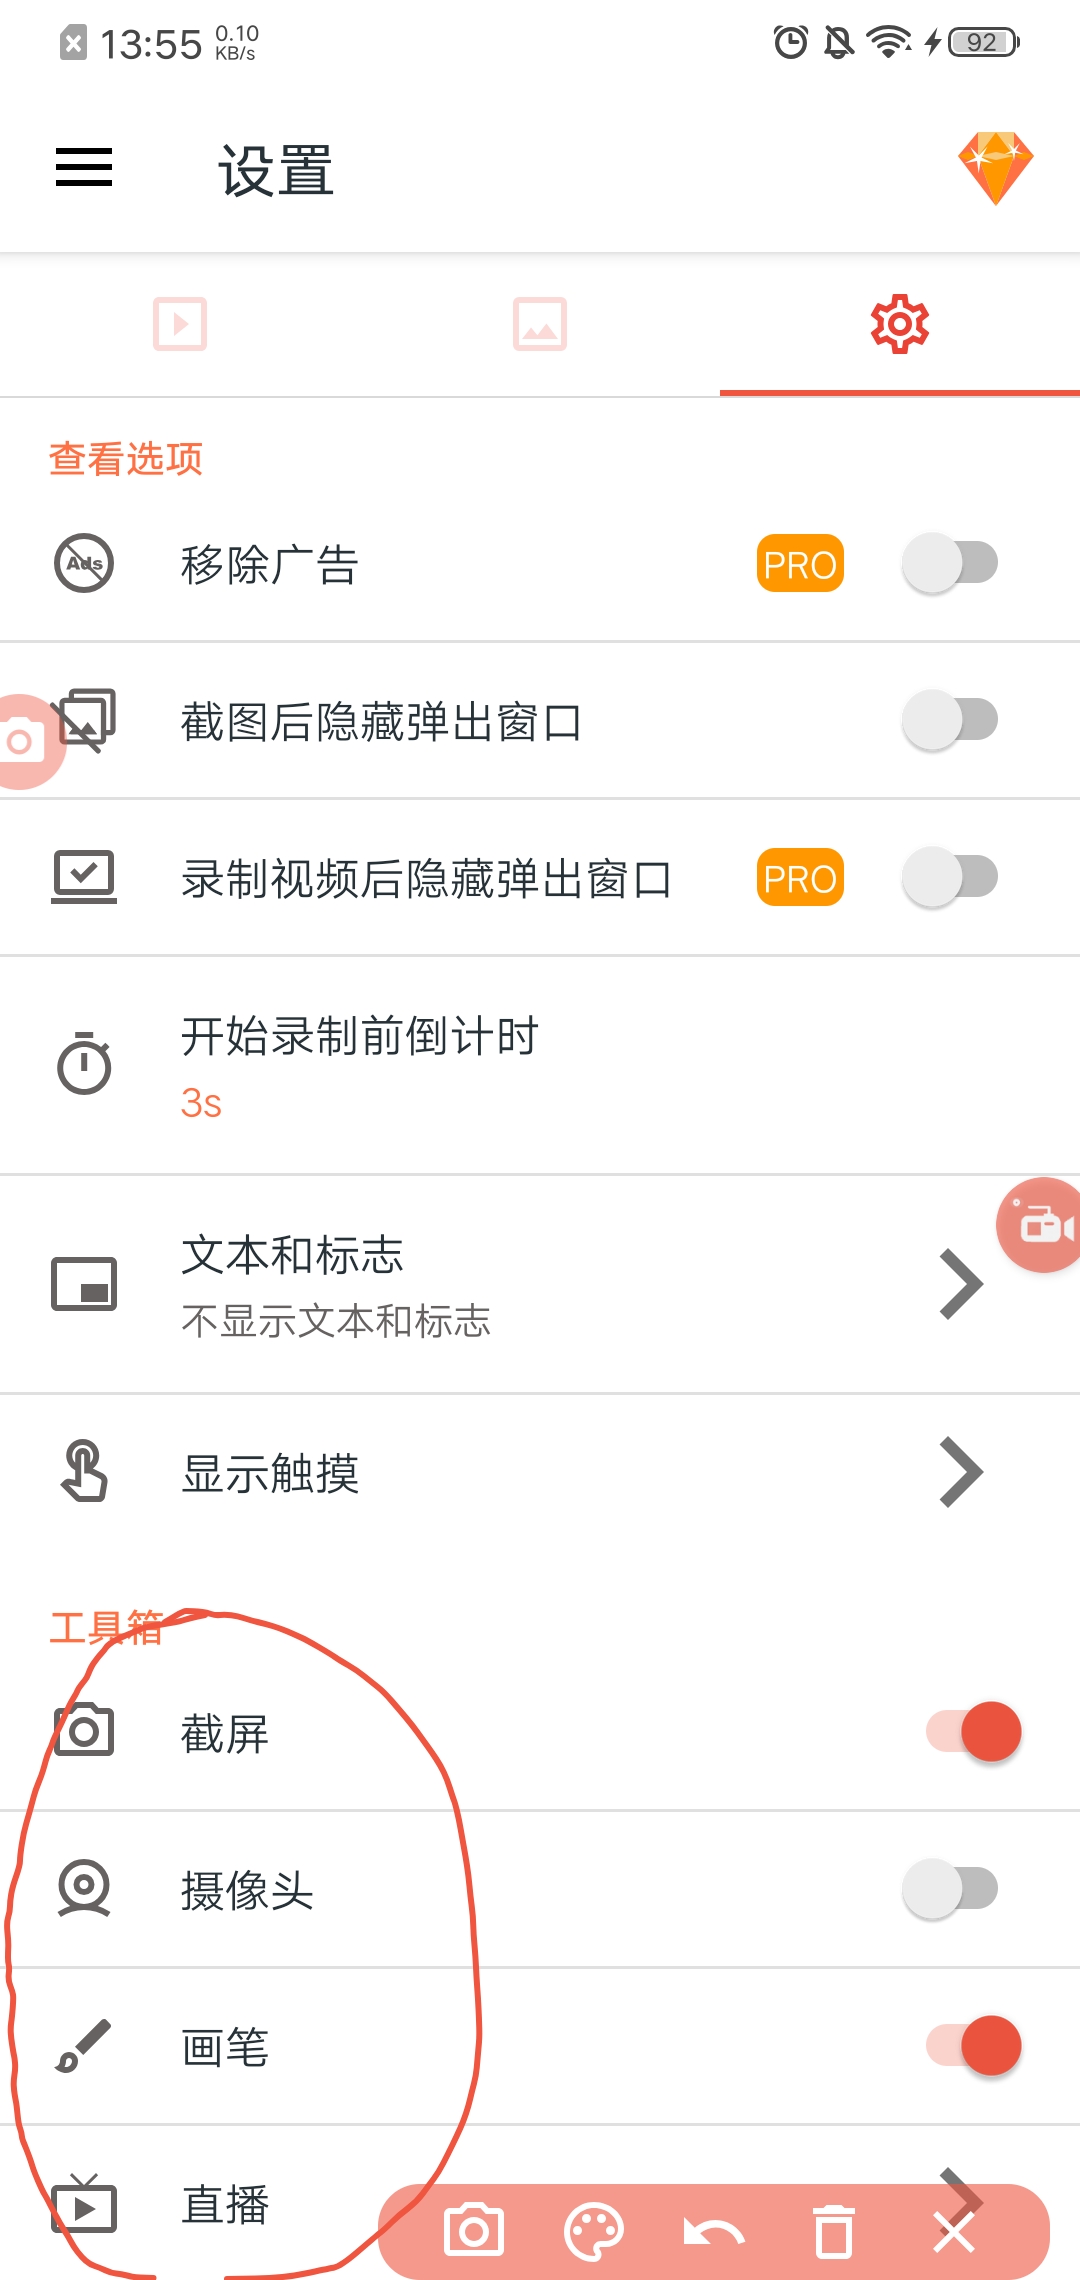 13:55 0.10 KB/s 92
设置
查看选项
Ads 移除广告 PRO
截图后隐藏弹出窗口
录制视频后隐藏弹出窗口 PRO
开始录制前倒计时
3s
文本和标志
不显示文本和标志
显示触摸
工具箱
截屏
摄像头
画笔
直播